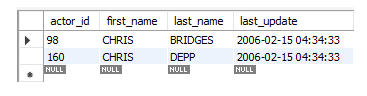 actor_id first_name last_name last_update
98 CHRIS BRIDGES 2006-02-15 04:34:33
160 CHRIS DEPP 2006-02-15 04:34:33
NULL NULL NULL NULL